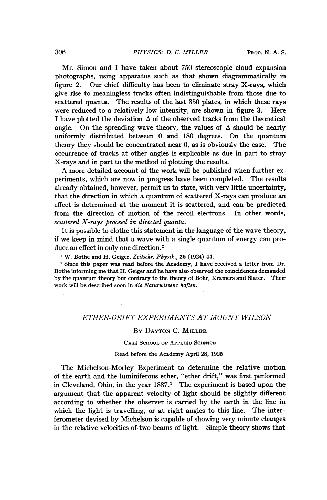 306 PHYSICS: D. C. MILLER PROC. N. A. S.
Mr. Simon and I have taken about 750 stereoscopic cloud expansion
photographs, using apparatus such as that shown diagrammatically in
figure 2. Our chief difficulty has been to eliminate stray X-rays, which
give rise to meaningless tracks often indistinguishable from those due to
scattered quanta. The results of the last 350 plates, in which these rays
were reduced to a relatively low intensity, are shown in figure 3. Here
I have plotted the deviation Δ of the observed tracks from the theoretical
angle. On the spreading wave theory, the values of Δ should be nearly
uniformly distributed between 0 and 180 degrees. On the quantum
theory they should be concentrated near 0, as is obviously the case. The
occurrence of tracks at other angles is explicable as due in part to stray
X-rays and in part to the method of plotting the results.
A more detailed account of the work will be published when further ex-
periments, which are now in progress have been completed. The results
already obtained, however, permit us to state, with very little uncertainty,
that the direction in which a quantum of scattered X-rays can produce an
effect is determined at the moment it is scattered, and can be predicted
from the direction of motion of the recoil electrons. In other words,
scattered X-rays proceed in directed quanta.
It is possible to clothe this statement in the language of the wave theory,
if we keep in mind that a wave with a single quantum of energy can pro-
duce an effect in only one direction.²
¹ W. Bothe and H. Geiger, Zeitschr. Physik., 26 (1924) 44.
² Since this paper was read before the Academy, I have received a letter from Dr.
Bothe informing me that H. Geiger and he have also observed the coincidences demanded
by the quantum theory but contrary to the theory of Bohr, Kramers and Slater. Their
work will be described soon in die Naturwissenschaften.
ETHER-DRIFT EXPERIMENTS AT MOUNT WILSON
BY DAYTON C. MILLER
CASE SCHOOL OF APPLIED SCIENCE
Read before the Academy April 28, 1925
The Michelson-Morley Experiment to determine the relative motion
of the earth and the luminiferous ether, "ether drift," was first performed
in Cleveland, Ohio, in the year 1887.¹ The experiment is based upon the
argument that the apparent velocity of light should be slightly different
according to whether the observer is carried by the earth in the line in
which the light is travelling, or at right angles to this line. The inter-
ferometer devised by Michelson is capable of showing very minute changes
in the relative velocities of two beams of light. Simple theory shows that